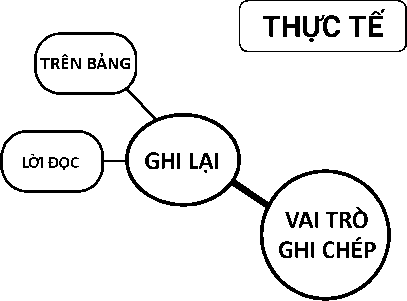 THỰC TẾ
TRÊN BẢNG
LỜI ĐỌC
GHI LẠI
VAI TRÒ
GHI CHÉP